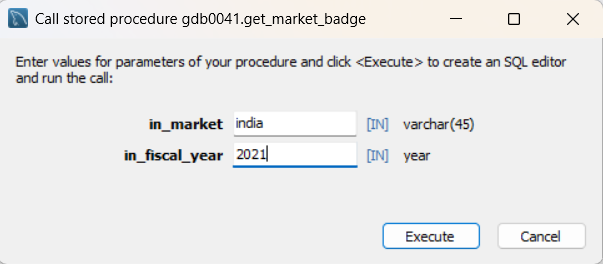 Call stored procedure gdb0041.get_market_badge
Enter values for parameters of your procedure and click <Execute> to create an SQL editor
and run the call:
in_market india [IN] varchar(45)
in_fiscal_year 2021 [IN] year
Execute Cancel